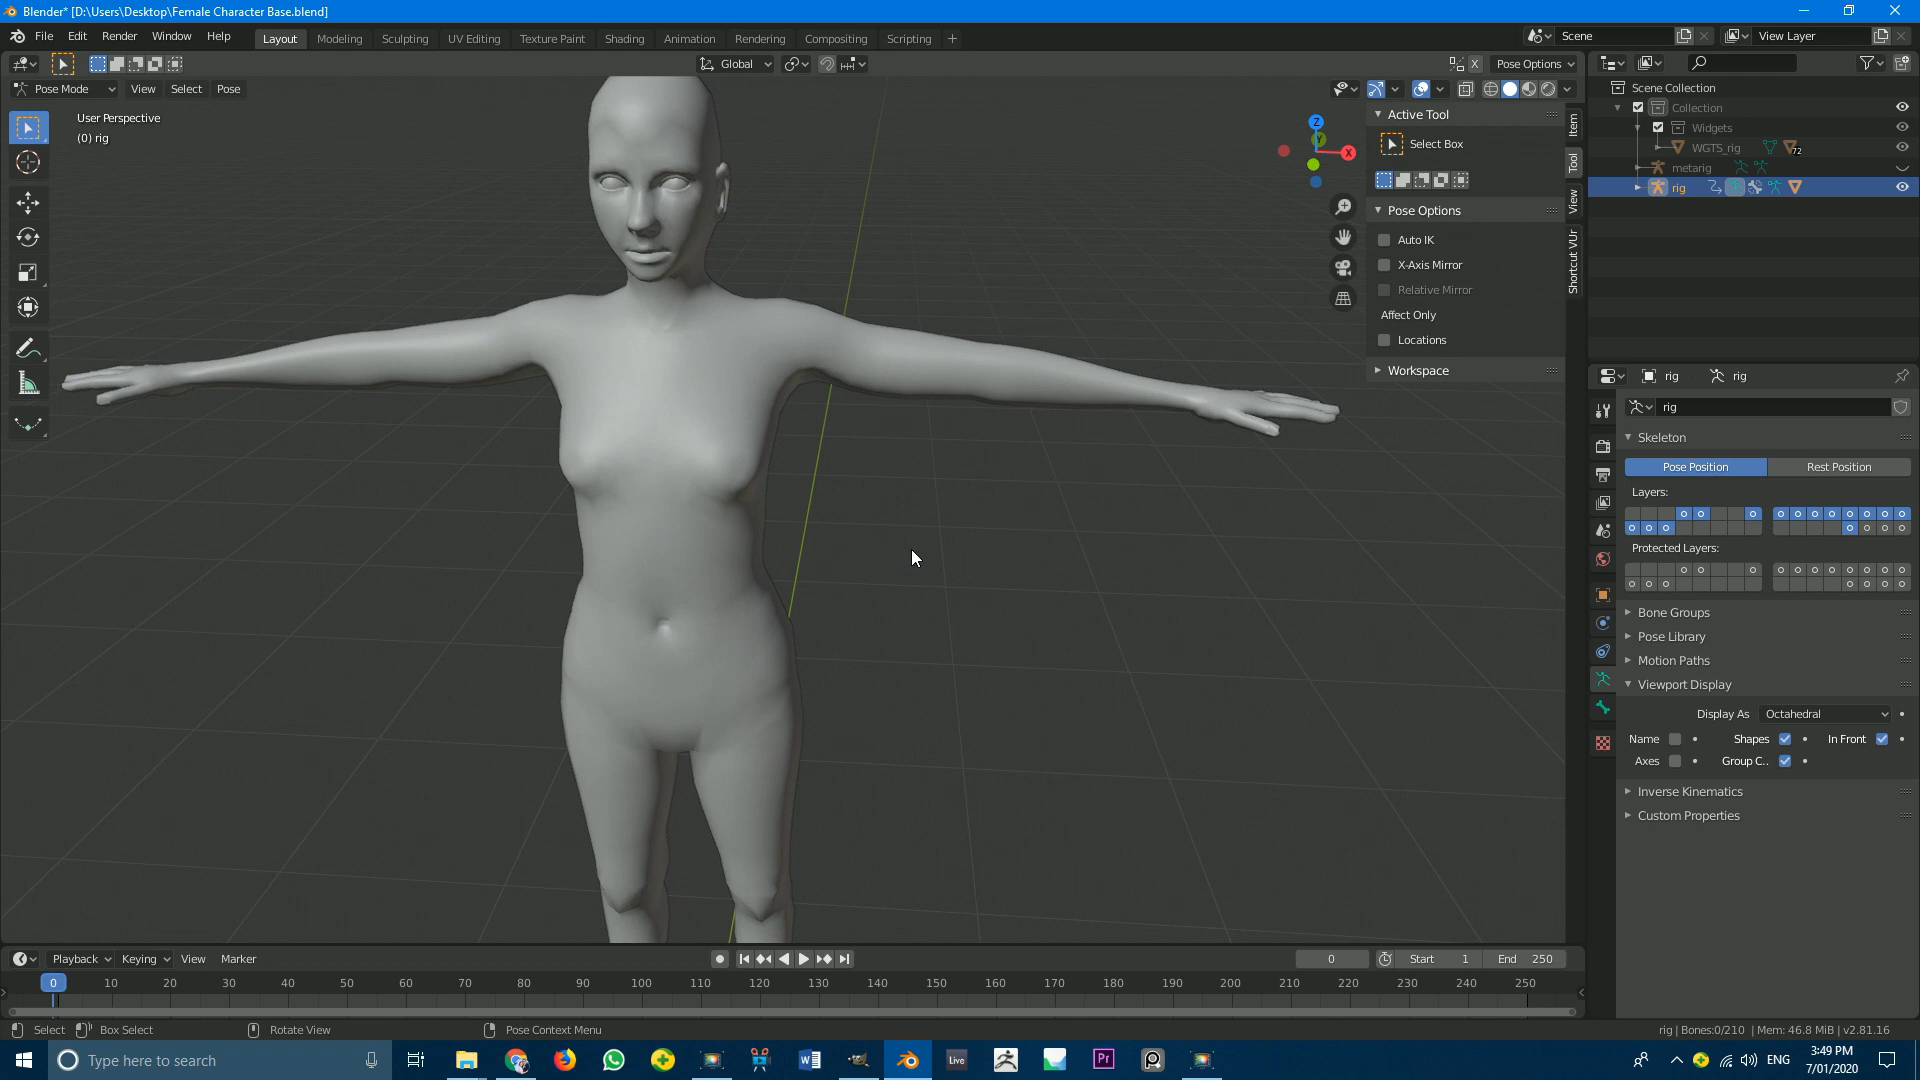 Blender* [D:\Users\Desktop\Female Character Base.blend]
File Edit Render Window Help Layout Modeling Sculpting UV Editing Texture Paint Shading Animation Rendering Compositing Scripting + Scene View Layer
Global X Pose Options
Pose Mode View Select Pose
User Perspective
(0) rig
Z
Y
X
Active Tool
Select Box
Pose Options
Auto IK
X-Axis Mirror
Relative Mirror
Affect Only
Locations
Workspace
Item
Tool
View
Shortcut VUr
Scene Collection
Collection
Widgets
WGTS_rig 72
metarig
rig
rig rig
rig
Skeleton
Pose Position Rest Position
Layers:
Protected Layers:
Bone Groups
Pose Library
Motion Paths
Viewport Display
Display As Octahedral
Name Shapes In Front
Axes Group C..
Inverse Kinematics
Custom Properties
Playback Keying View Marker 0 Start 1 End 250
0 10 20 30 40 50 60 70 80 90 100 110 120 130 140 150 160 170 180 190 200 210 220 230 240 250
Select Box Select Rotate View Pose Context Menu rig | Bones:0/210 | Mem: 46.8 MiB | v2.81.16
Type here to search W Live Pr ENG 3:49 PM
7/01/2020